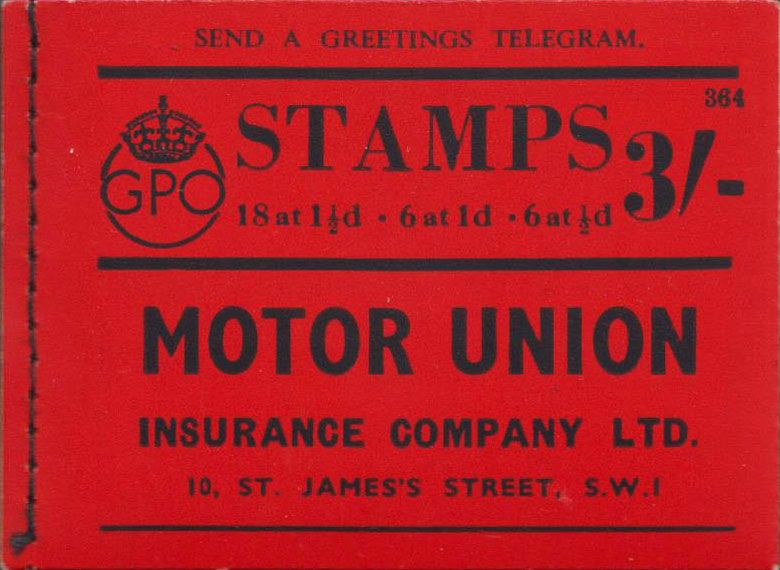 SEND A GREETINGS TELEGRAM.
364
STAMPS 3/-
GPO
18 at 1½d · 6 at 1d · 6 at ½d
MOTOR UNION
INSURANCE COMPANY LTD.
10, ST. JAMES'S STREET, S.W.1